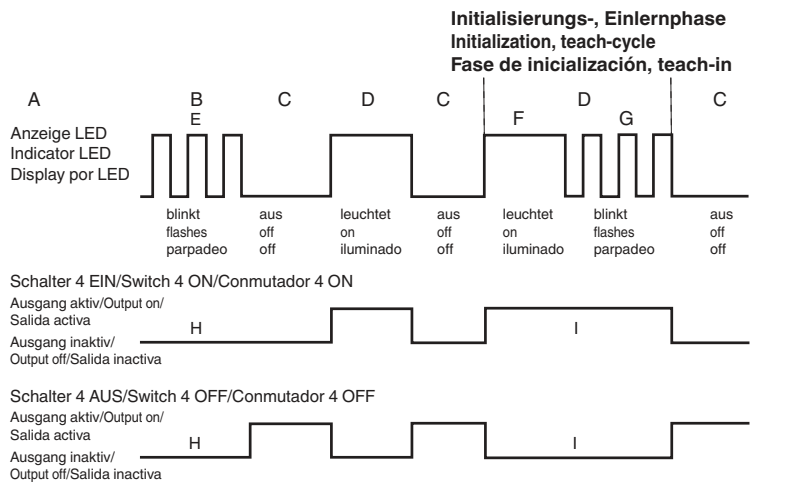 Initialisierungs-, Einlernphase
Initialization, teach-cycle
Fase de inicialización, teach-in
A B C D C D C
E F G
Anzeige LED
Indicator LED
Display por LED
blinkt aus leuchtet aus leuchtet blinkt aus
flashes off on off on flashes off
parpadeo off iluminado off iluminado parpadeo off
Schalter 4 EIN/Switch 4 ON/Conmutador 4 ON
Ausgang aktiv/Output on/
Salida activa
H I
Ausgang inaktiv/
Output off/Salida inactiva
Schalter 4 AUS/Switch 4 OFF/Conmutador 4 OFF
Ausgang aktiv/Output on/
Salida activa
H I
Ausgang inaktiv/
Output off/Salida inactiva